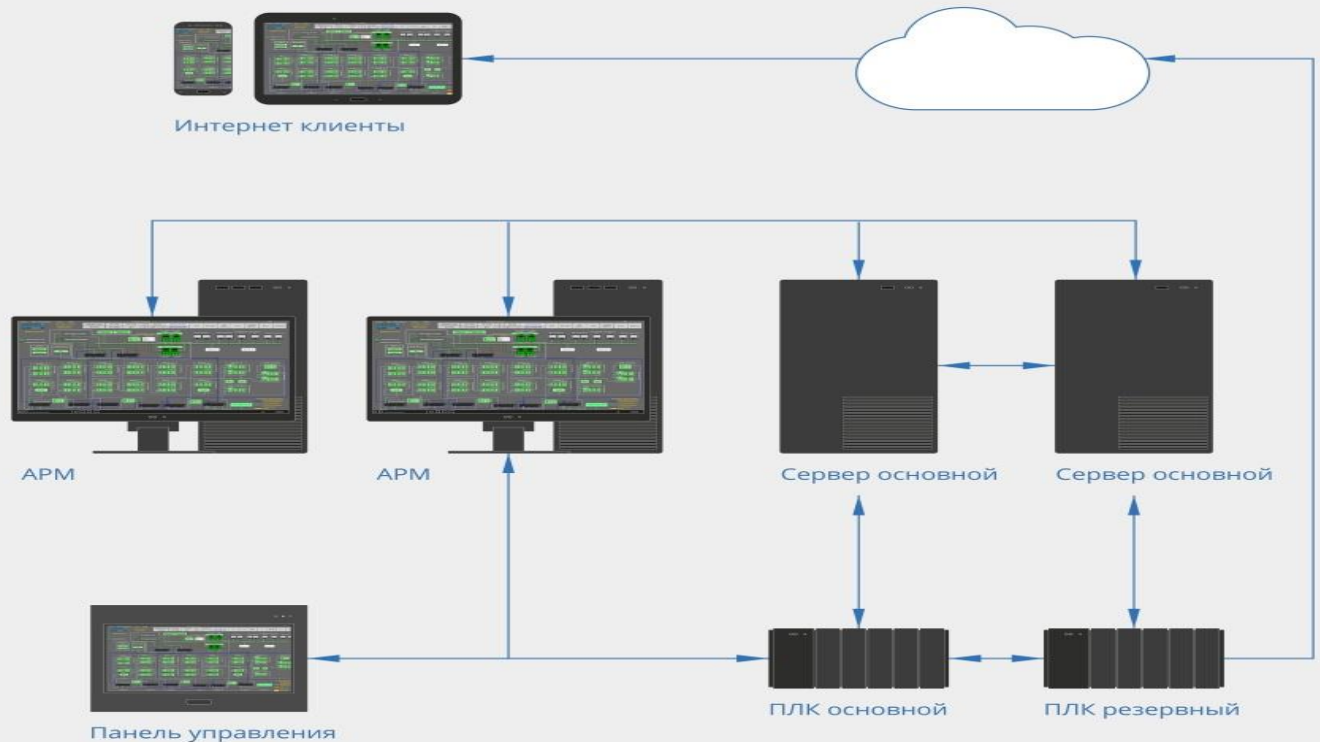 Интернет клиенты
АРМ
АРМ
Сервер основной
Сервер основной
ПЛК основной
ПЛК резервный
Панель управления